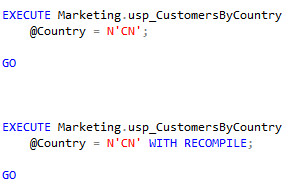 EXECUTE Marketing.usp_CustomersByCountry
@Country = N'CN';
GO
EXECUTE Marketing.usp_CustomersByCountry
@Country = N'CN' WITH RECOMPILE;
GO